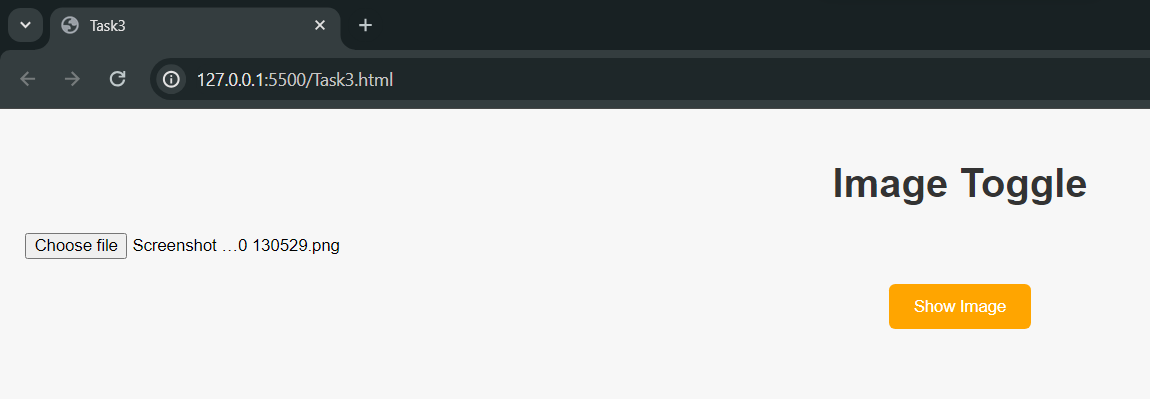 Task3
127.0.0.1:5500/Task3.html
Image Toggle
Choose file Screenshot ...0 130529.png
Show Image